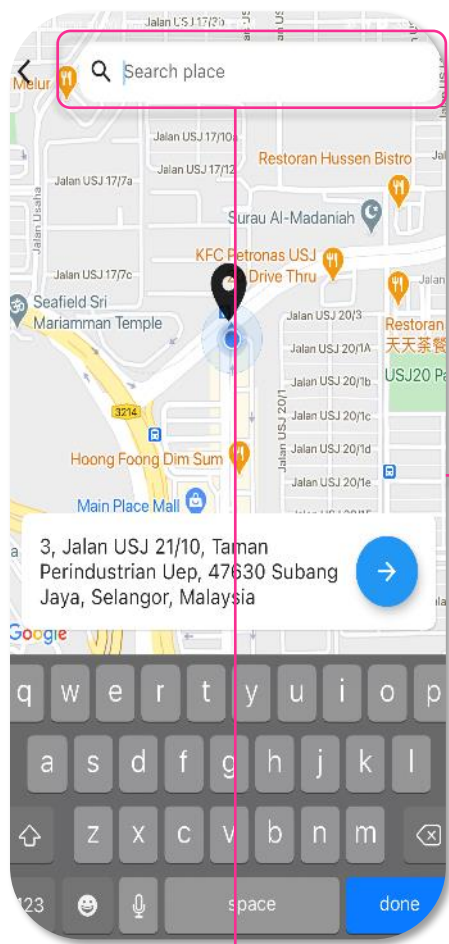 Jalan USJ 17/3b
Search place
Melur
Jalan USJ 17/10a
Jalan USJ 17/12
Restoran Hussen Bistro
Jalan USJ 17/7a
Jalan Usaha
Surau Al-Madaniah
KFC Petronas USJ
Drive Thru
Jalan USJ 17/7c
Jalan
Seafield Sri
Mariamman Temple
Jalan USJ 20/3
Restoran
天天茶餐
Jalan USJ 20/1A
Jalan USJ 20/1b
USJ20 Pa
Jalan USJ 20/1
3214
Jalan USJ 20/1c
Jalan USJ 20/1d
Hoong Foong Dim Sum
Jalan USJ 20/1e
Main Place Mall
3, Jalan USJ 21/10, Taman
Perindustrian Uep, 47630 Subang
Jaya, Selangor, Malaysia
Google
q w e r t y u i o p
a s d f g h j k l
z x c v b n m
123 space done